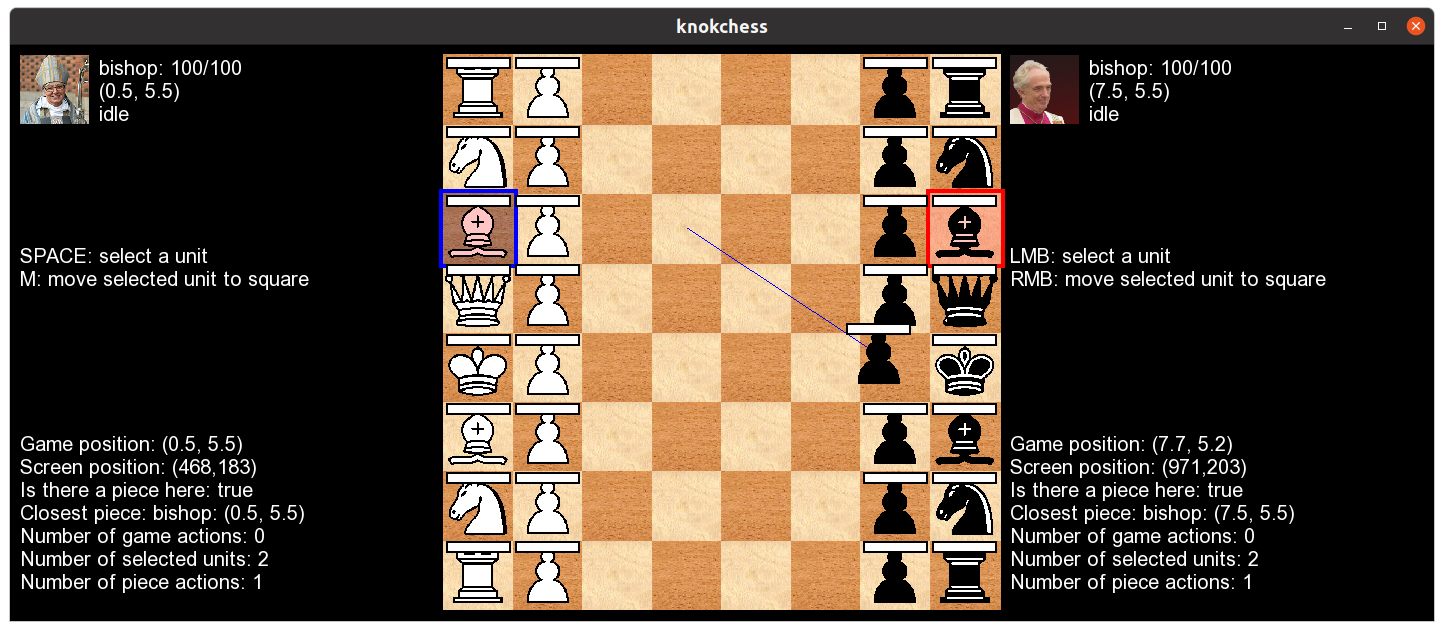 knokchess
bishop: 100/100
(0.5, 5.5)
idle
SPACE: select a unit
M: move selected unit to square
Game position: (0.5, 5.5)
Screen position: (468,183)
Is there a piece here: true
Closest piece: bishop: (0.5, 5.5)
Number of game actions: 0
Number of selected units: 2
Number of piece actions: 1
bishop: 100/100
(7.5, 5.5)
idle
LMB: select a unit
RMB: move selected unit to square
Game position: (7.7, 5.2)
Screen position: (971,203)
Is there a piece here: true
Closest piece: bishop: (7.5, 5.5)
Number of game actions: 0
Number of selected units: 2
Number of piece actions: 1